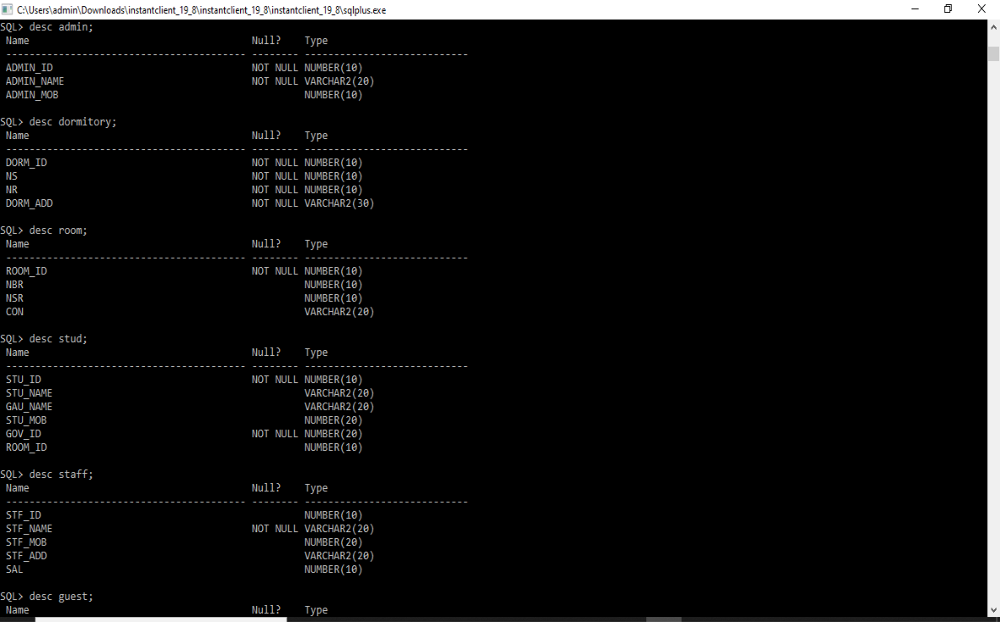 C:\Users\admin\Downloads\instantclient_19_8\instantclient_19_8\instantclient_19_8\sqlplus.exe
SQL> desc admin;
 Name                                      Null?    Type
 ----------------------------------------- -------- ----------------------------
 ADMIN_ID                                  NOT NULL NUMBER(10)
 ADMIN_NAME                                NOT NULL VARCHAR2(20)
 ADMIN_MOB                                          NUMBER(10)

SQL> desc dormitory;
 Name                                      Null?    Type
 ----------------------------------------- -------- ----------------------------
 DORM_ID                                   NOT NULL NUMBER(10)
 NS                                        NOT NULL NUMBER(10)
 NR                                        NOT NULL NUMBER(10)
 DORM_ADD                                  NOT NULL VARCHAR2(30)

SQL> desc room;
 Name                                      Null?    Type
 ----------------------------------------- -------- ----------------------------
 ROOM_ID                                   NOT NULL NUMBER(10)
 NBR                                                NUMBER(10)
 NSR                                                NUMBER(10)
 CON                                                VARCHAR2(20)

SQL> desc stud;
 Name                                      Null?    Type
 ----------------------------------------- -------- ----------------------------
 STU_ID                                    NOT NULL NUMBER(10)
 STU_NAME                                           VARCHAR2(20)
 GAU_NAME                                           VARCHAR2(20)
 STU_MOB                                            NUMBER(20)
 GOV_ID                                    NOT NULL NUMBER(20)
 ROOM_ID                                            NUMBER(10)

SQL> desc staff;
 Name                                      Null?    Type
 ----------------------------------------- -------- ----------------------------
 STF_ID                                             NUMBER(10)
 STF_NAME                                  NOT NULL VARCHAR2(20)
 STF_MOB                                            NUMBER(20)
 STF_ADD                                            VARCHAR2(20)
 SAL                                                NUMBER(10)

SQL> desc guest;
 Name                                      Null?    Type